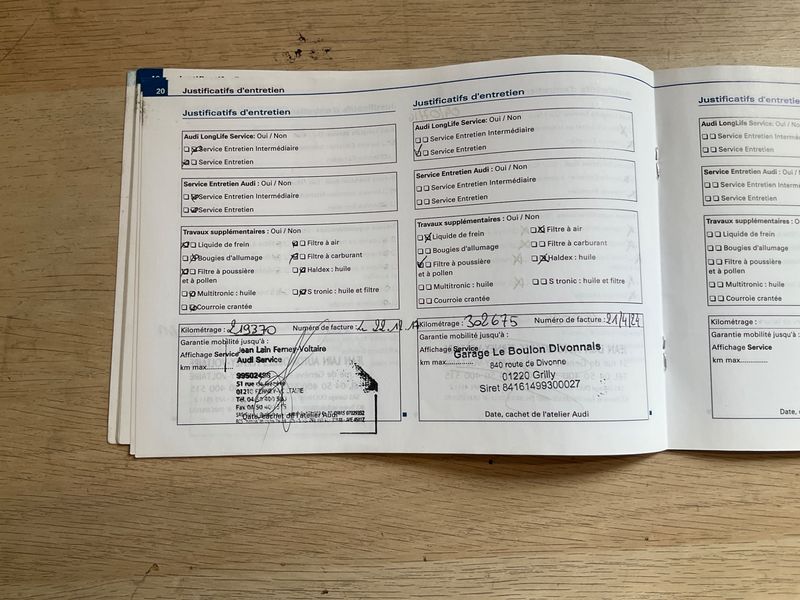 20 Justificatifs d'entretien
Justificatifs d'entretien
Audi LongLife Service: Oui / Non
Service Entretien Intermédiaire
Service Entretien
Service Entretien Audi : Oui / Non
Service Entretien Intermédiaire
Service Entretien
Travaux supplémentaires : Oui / Non
Liquide de frein Filtre à air
Bougies d'allumage Filtre à carburant
Filtre à poussière Haldex : huile
et à pollen
Multitronic : huile S tronic : huile et filtre
Courroie crantée
Kilométrage : 219370 Numéro de facture : 22.12.17
Garantie mobilité jusqu'à :
Affichage Service
km max
Jean Lain Ferney-Voltaire
Audi Service
51 rue de
Date, cachet de l'atelier Audi
Justificatifs d'entretien
Audi LongLife Service: Oui / Non
Service Entretien Intermédiaire
Service Entretien
Service Entretien Audi : Oui / Non
Service Entretien Intermédiaire
Service Entretien
Travaux supplémentaires : Oui / Non
Liquide de frein Filtre à air
Bougies d'allumage Filtre à carburant
Filtre à poussière Haldex : huile
et à pollen
Multitronic : huile S tronic : huile et filtre
Courroie crantée
Kilométrage : 302675 Numéro de facture : 21/4/24
Garantie mobilité jusqu'à :
Affichage Service
km max
Garage Le Boulon Divonnais
840 route de Divonne
01220 Grilly
Siret 84161499300027
Date, cachet de l'atelier Audi
Justificatifs d'entretien
Audi LongLife Service:
Service Entretien
Service Entretien
Service Entretien Audi :
Service Entretien
Service Entretien
Travaux supplémentaires :
Liquide de frein
Bougies d'allumage
Filtre à poussière
et à pollen
Multitronic : huile
Courroie crantée
Kilométrage :
Garantie mobilité
Affichage Service
km max